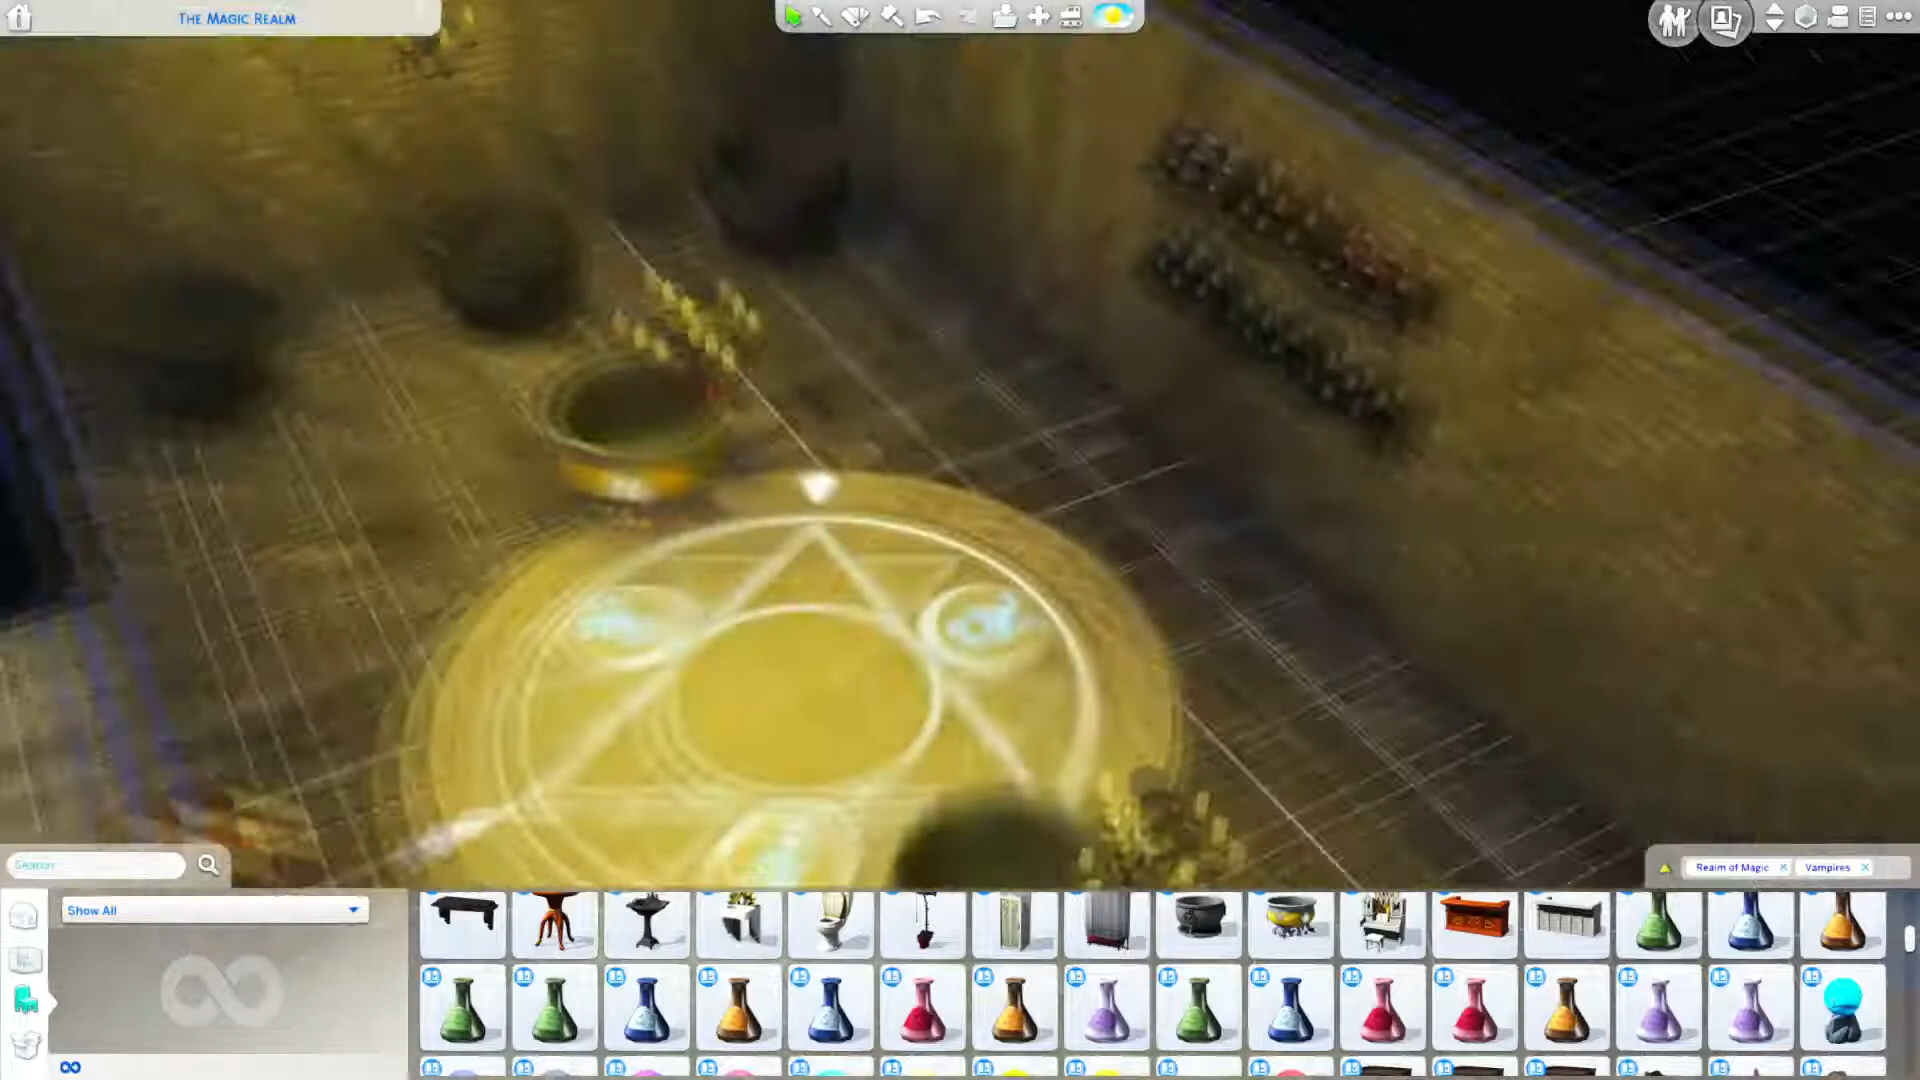 The Magic Realm
Search
Realm of Magic
Vampires
Show All